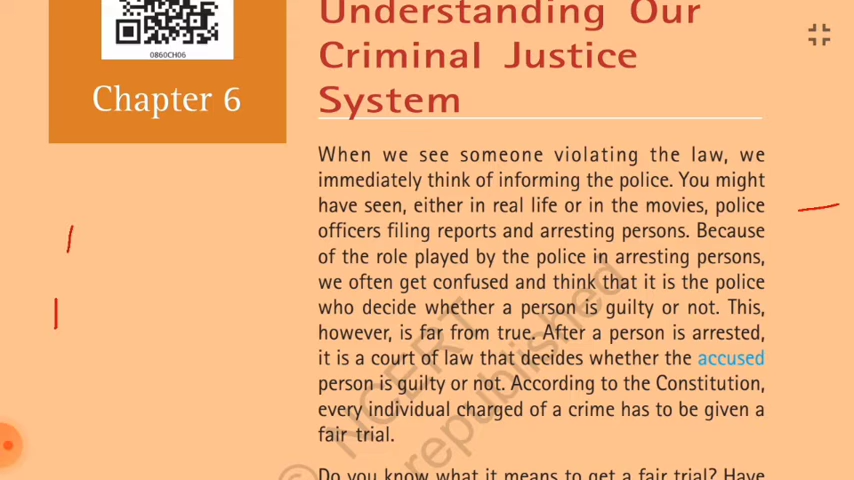 Understanding Our
Criminal Justice
System
0860CH06
Chapter 6
When we see someone violating the law, we
immediately think of informing the police. You might
have seen, either in real life or in the movies, police
officers filing reports and arresting persons. Because
of the role played by the police in arresting persons,
we often get confused and think that it is the police
who decide whether a person is guilty or not. This,
however, is far from true. After a person is arrested,
it is a court of law that decides whether the accused
person is guilty or not. According to the Constitution,
every individual charged of a crime has to be given a
fair trial.
Do you know what it means to get a fair trial? Have
© NCERT
republished